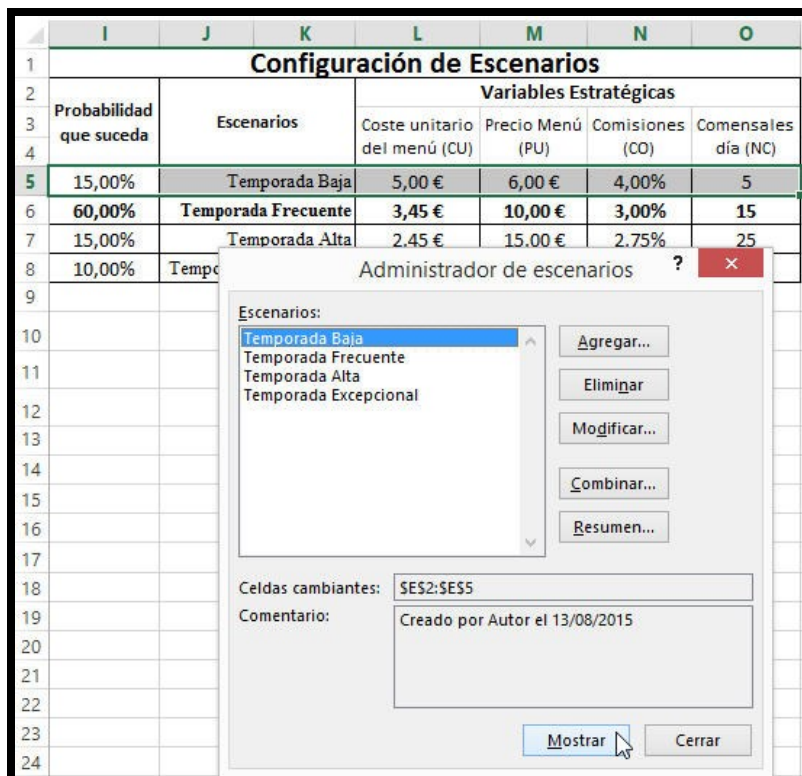 I J K L M N O
1 Configuración de Escenarios
2 Probabilidad que suceda Escenarios Variables Estratégicas
3 Coste unitario Precio Menú Comisiones Comensales
4 del menú (CU) (PU) (CO) día (NC)
5 15,00% Temporada Baja 5,00 € 6,00 € 4,00% 5
6 60,00% Temporada Frecuente 3,45 € 10,00 € 3,00% 15
7 15,00% Temporada Alta 2,45 € 15,00 € 2,75% 25
8 10,00%
9
10
11
12
13
14
15
16
17
18
19
20
21
22
23
24
Administrador de escenarios ?
Escenarios:
Temporada Baja
Temporada Frecuente
Temporada Alta
Temporada Excepcional
Agregar...
Eliminar
Modificar...
Combinar...
Resumen...
Celdas cambiantes: $E$2:$E$5
Comentario: Creado por Autor el 13/08/2015
Mostrar Cerrar